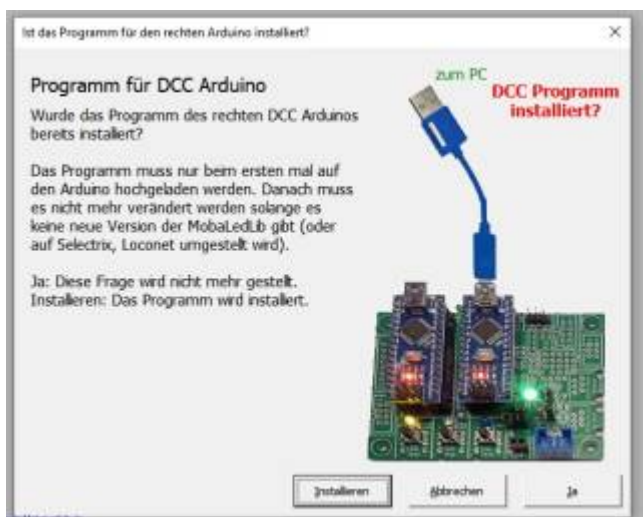 Ist das Programm für den rechten Arduino installiert?
Programm für DCC Arduino
Wurde das Programm des rechten DCC Arduinos
bereits installiert?
Das Programm muss nur beim ersten mal auf
den Arduino hochgeladen werden. Danach muss
es nicht mehr verändert werden solange es
keine neue Version der MobaLedLib gibt (oder
auf Selectrix, Loconet umgestellt wird).
Ja: Diese Frage wird nicht mehr gestellt.
Installieren: Das Programm wird installiert.
zum PC
DCC Programm
installiert?
Installieren
Abbrechen
Ja